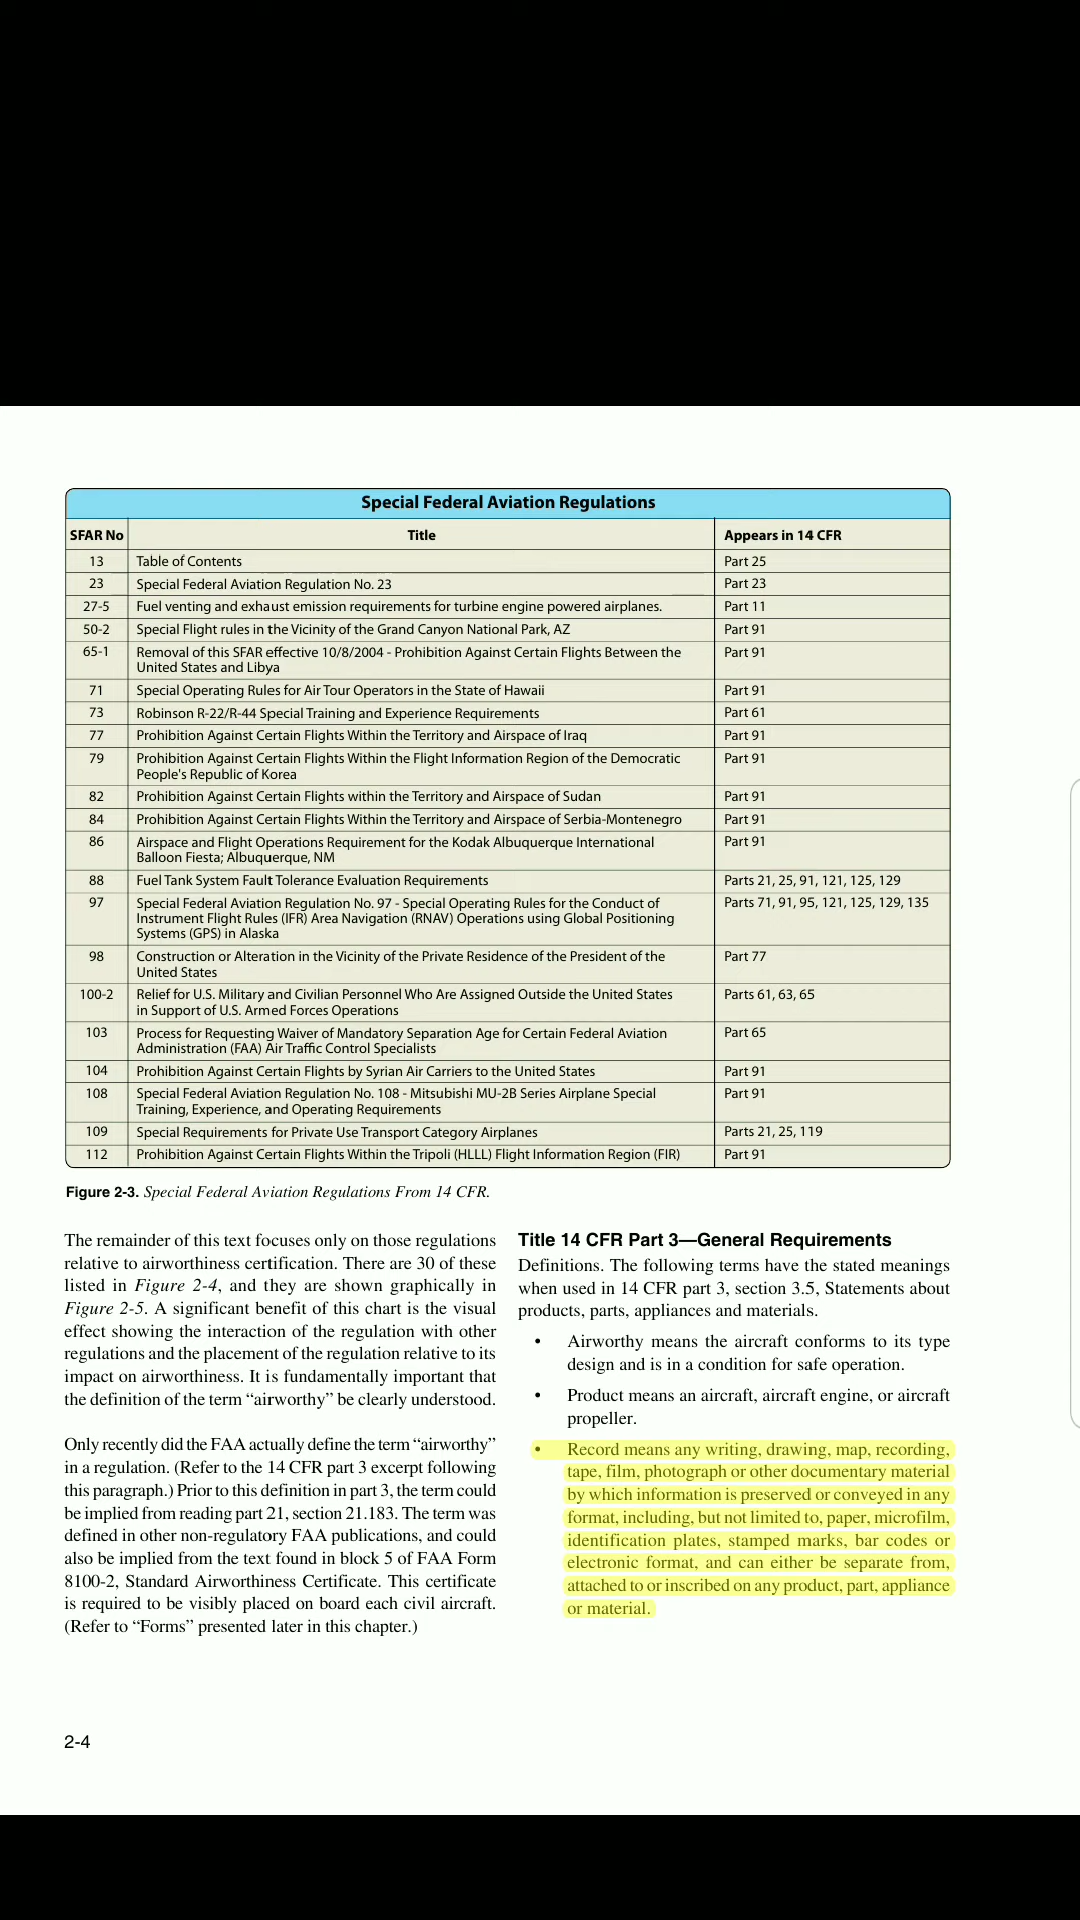 Special Federal Aviation Regulations
SFAR No Title Appears in 14 CFR
13 Table of Contents Part 25
23 Special Federal Aviation Regulation No. 23 Part 23
27-5 Fuel venting and exhaust emission requirements for turbine engine powered airplanes. Part 11
50-2 Special Flight rules in the Vicinity of the Grand Canyon National Park, AZ Part 91
65-1 Removal of this SFAR effective 10/8/2004 - Prohibition Against Certain Flights Between the Part 91
United States and Libya
71 Special Operating Rules for Air Tour Operators in the State of Hawaii Part 91
73 Robinson R-22/R-44 Special Training and Experience Requirements Part 61
77 Prohibition Against Certain Flights Within the Territory and Airspace of Iraq Part 91
79 Prohibition Against Certain Flights Within the Flight Information Region of the Democratic Part 91
People's Republic of Korea
82 Prohibition Against Certain Flights within the Territory and Airspace of Sudan Part 91
84 Prohibition Against Certain Flights Within the Territory and Airspace of Serbia-Montenegro Part 91
86 Airspace and Flight Operations Requirement for the Kodak Albuquerque International Part 91
Balloon Fiesta; Albuquerque, NM
88 Fuel Tank System Fault Tolerance Evaluation Requirements Parts 21, 25, 91, 121, 125, 129
97 Special Federal Aviation Regulation No. 97 - Special Operating Rules for the Conduct of Parts 71, 91, 95, 121, 125, 129, 135
Instrument Flight Rules (IFR) Area Navigation (RNAV) Operations using Global Positioning
Systems (GPS) in Alaska
98 Construction or Alteration in the Vicinity of the Private Residence of the President of the Part 77
United States
100-2 Relief for U.S. Military and Civilian Personnel Who Are Assigned Outside the United States Parts 61, 63, 65
in Support of U.S. Armed Forces Operations
103 Process for Requesting Waiver of Mandatory Separation Age for Certain Federal Aviation Part 65
Administration (FAA) Air Traffic Control Specialists
104 Prohibition Against Certain Flights by Syrian Air Carriers to the United States Part 91
108 Special Federal Aviation Regulation No. 108 - Mitsubishi MU-2B Series Airplane Special Part 91
Training, Experience, and Operating Requirements
109 Special Requirements for Private Use Transport Category Airplanes Parts 21, 25, 119
112 Prohibition Against Certain Flights Within the Tripoli (HLLL) Flight Information Region (FIR) Part 91
Figure 2-3. Special Federal Aviation Regulations From 14 CFR.
The remainder of this text focuses only on those regulations
relative to airworthiness certification. There are 30 of these
listed in Figure 2-4, and they are shown graphically in
Figure 2-5. A significant benefit of this chart is the visual
effect showing the interaction of the regulation with other
regulations and the placement of the regulation relative to its
impact on airworthiness. It is fundamentally important that
the definition of the term “airworthy” be clearly understood.
Only recently did the FAA actually define the term “airworthy”
in a regulation. (Refer to the 14 CFR part 3 excerpt following
this paragraph.) Prior to this definition in part 3, the term could
be implied from reading part 21, section 21.183. The term was
defined in other non-regulatory FAA publications, and could
also be implied from the text found in block 5 of FAA Form
8100-2, Standard Airworthiness Certificate. This certificate
is required to be visibly placed on board each civil aircraft.
(Refer to “Forms” presented later in this chapter.)
Title 14 CFR Part 3—General Requirements
Definitions. The following terms have the stated meanings
when used in 14 CFR part 3, section 3.5, Statements about
products, parts, appliances and materials.
• Airworthy means the aircraft conforms to its type
design and is in a condition for safe operation.
• Product means an aircraft, aircraft engine, or aircraft
propeller.
• Record means any writing, drawing, map, recording,
tape, film, photograph or other documentary material
by which information is preserved or conveyed in any
format, including, but not limited to, paper, microfilm,
identification plates, stamped marks, bar codes or
electronic format, and can either be separate from,
attached to or inscribed on any product, part, appliance
or material.
2-4